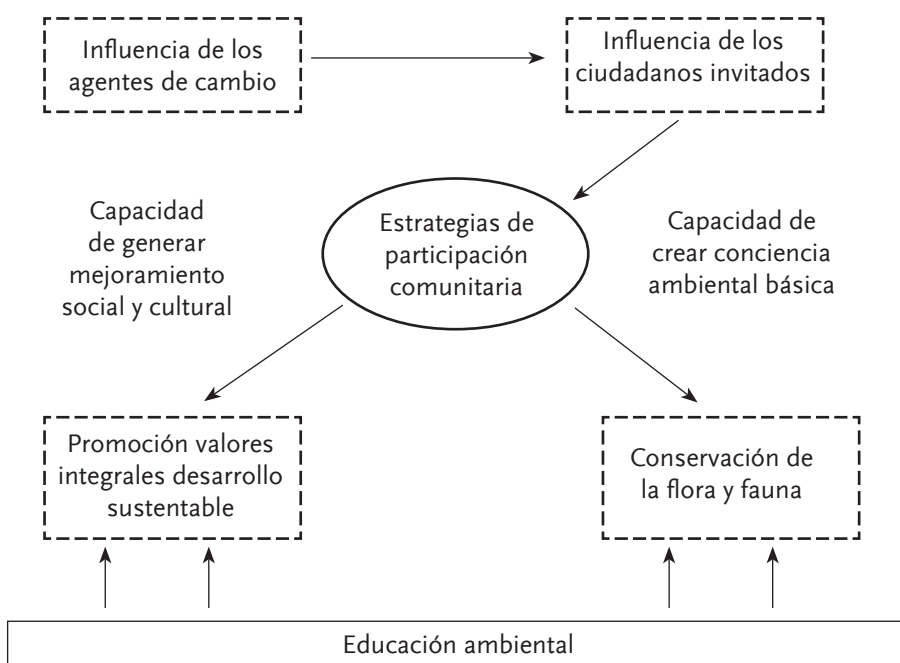 Influencia de los
agentes de cambio
Influencia de los
ciudadanos invitados
Capacidad
de generar
mejoramiento
social y cultural
Estrategias de
participación
comunitaria
Capacidad de
crear conciencia
ambiental básica
Promoción valores
integrales desarrollo
sustentable
Conservación de
la flora y fauna
Educación ambiental